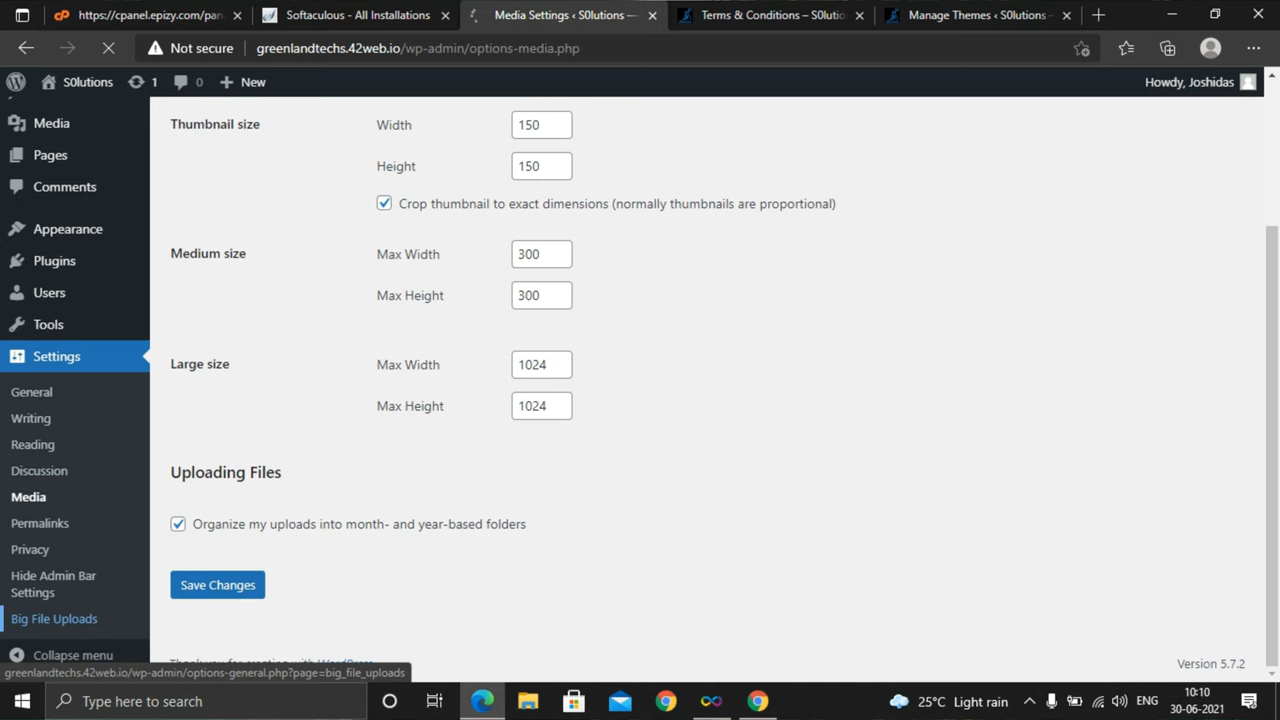 https://cpanel.epizy.com/pan
Softaculous - All Installations
Media Settings ‹ S0lutions —
Terms & Conditions – S0lutio
Manage Themes ‹ S0lutions -
Not secure
greenlandtechs.42web.io/wp-admin/options-media.php
S0lutions
1
0
New
Howdy, Joshidas
Media
Pages
Comments
Appearance
Plugins
Users
Tools
Settings
General
Writing
Reading
Discussion
Media
Permalinks
Privacy
Hide Admin Bar
Settings
Big File Uploads
Collapse menu
Thumbnail size
Width
150
Height
150
Crop thumbnail to exact dimensions (normally thumbnails are proportional)
Medium size
Max Width
300
Max Height
300
Large size
Max Width
1024
Max Height
1024
Uploading Files
Organize my uploads into month- and year-based folders
Save Changes
Thank you for creating with WordPress
Version 5.7.2
greenlandtechs.42web.io/wp-admin/options-general.php?page=big_file_uploads
Type here to search
25°C Light rain
ENG
10:10
30-06-2021